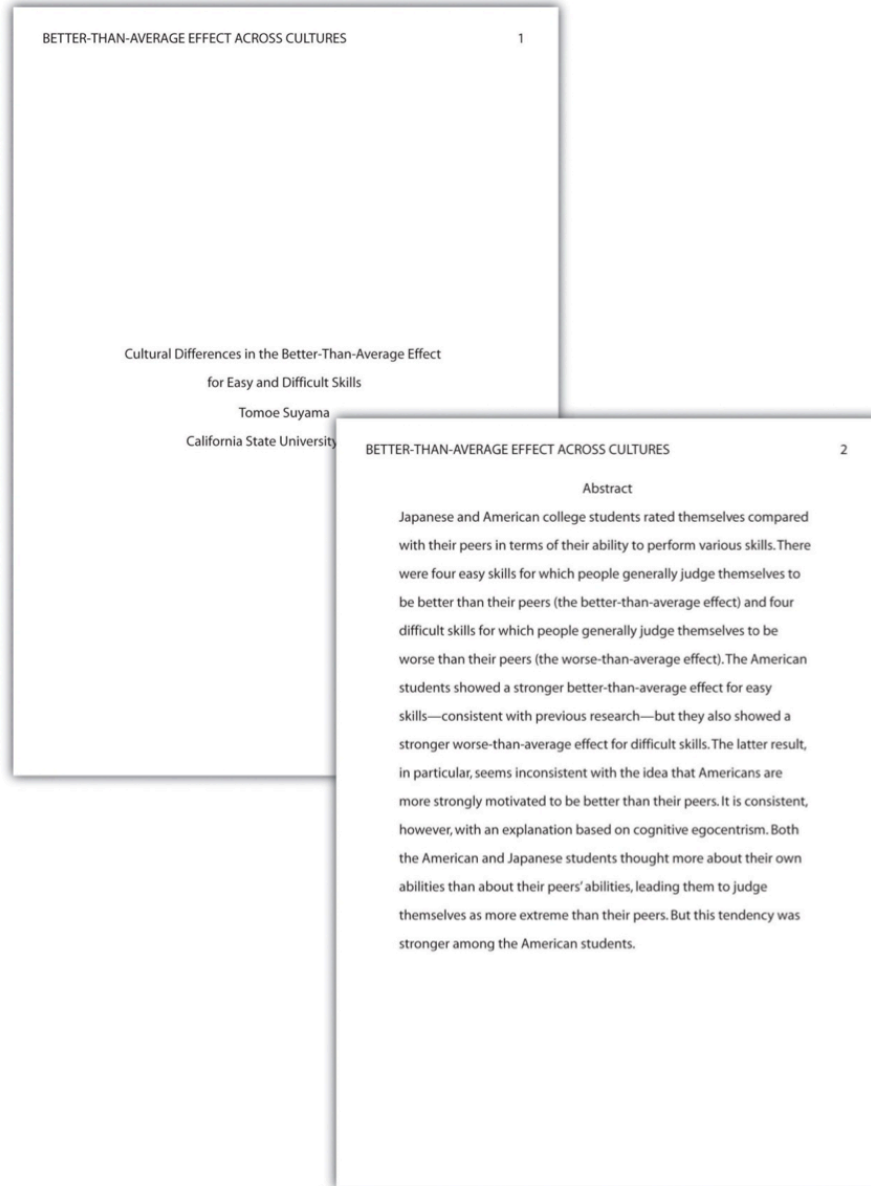 BETTER-THAN-AVERAGE EFFECT ACROSS CULTURES 1
Cultural Differences in the Better-Than-Average Effect
for Easy and Difficult Skills
Tomoe Suyama
California State University
BETTER-THAN-AVERAGE EFFECT ACROSS CULTURES 2
Abstract
Japanese and American college students rated themselves compared
with their peers in terms of their ability to perform various skills. There
were four easy skills for which people generally judge themselves to
be better than their peers (the better-than-average effect) and four
difficult skills for which people generally judge themselves to be
worse than their peers (the worse-than-average effect). The American
students showed a stronger better-than-average effect for easy
skills—consistent with previous research—but they also showed a
stronger worse-than-average effect for difficult skills. The latter result,
in particular, seems inconsistent with the idea that Americans are
more strongly motivated to be better than their peers. It is consistent,
however, with an explanation based on cognitive egocentrism. Both
the American and Japanese students thought more about their own
abilities than about their peers' abilities, leading them to judge
themselves as more extreme than their peers. But this tendency was
stronger among the American students.